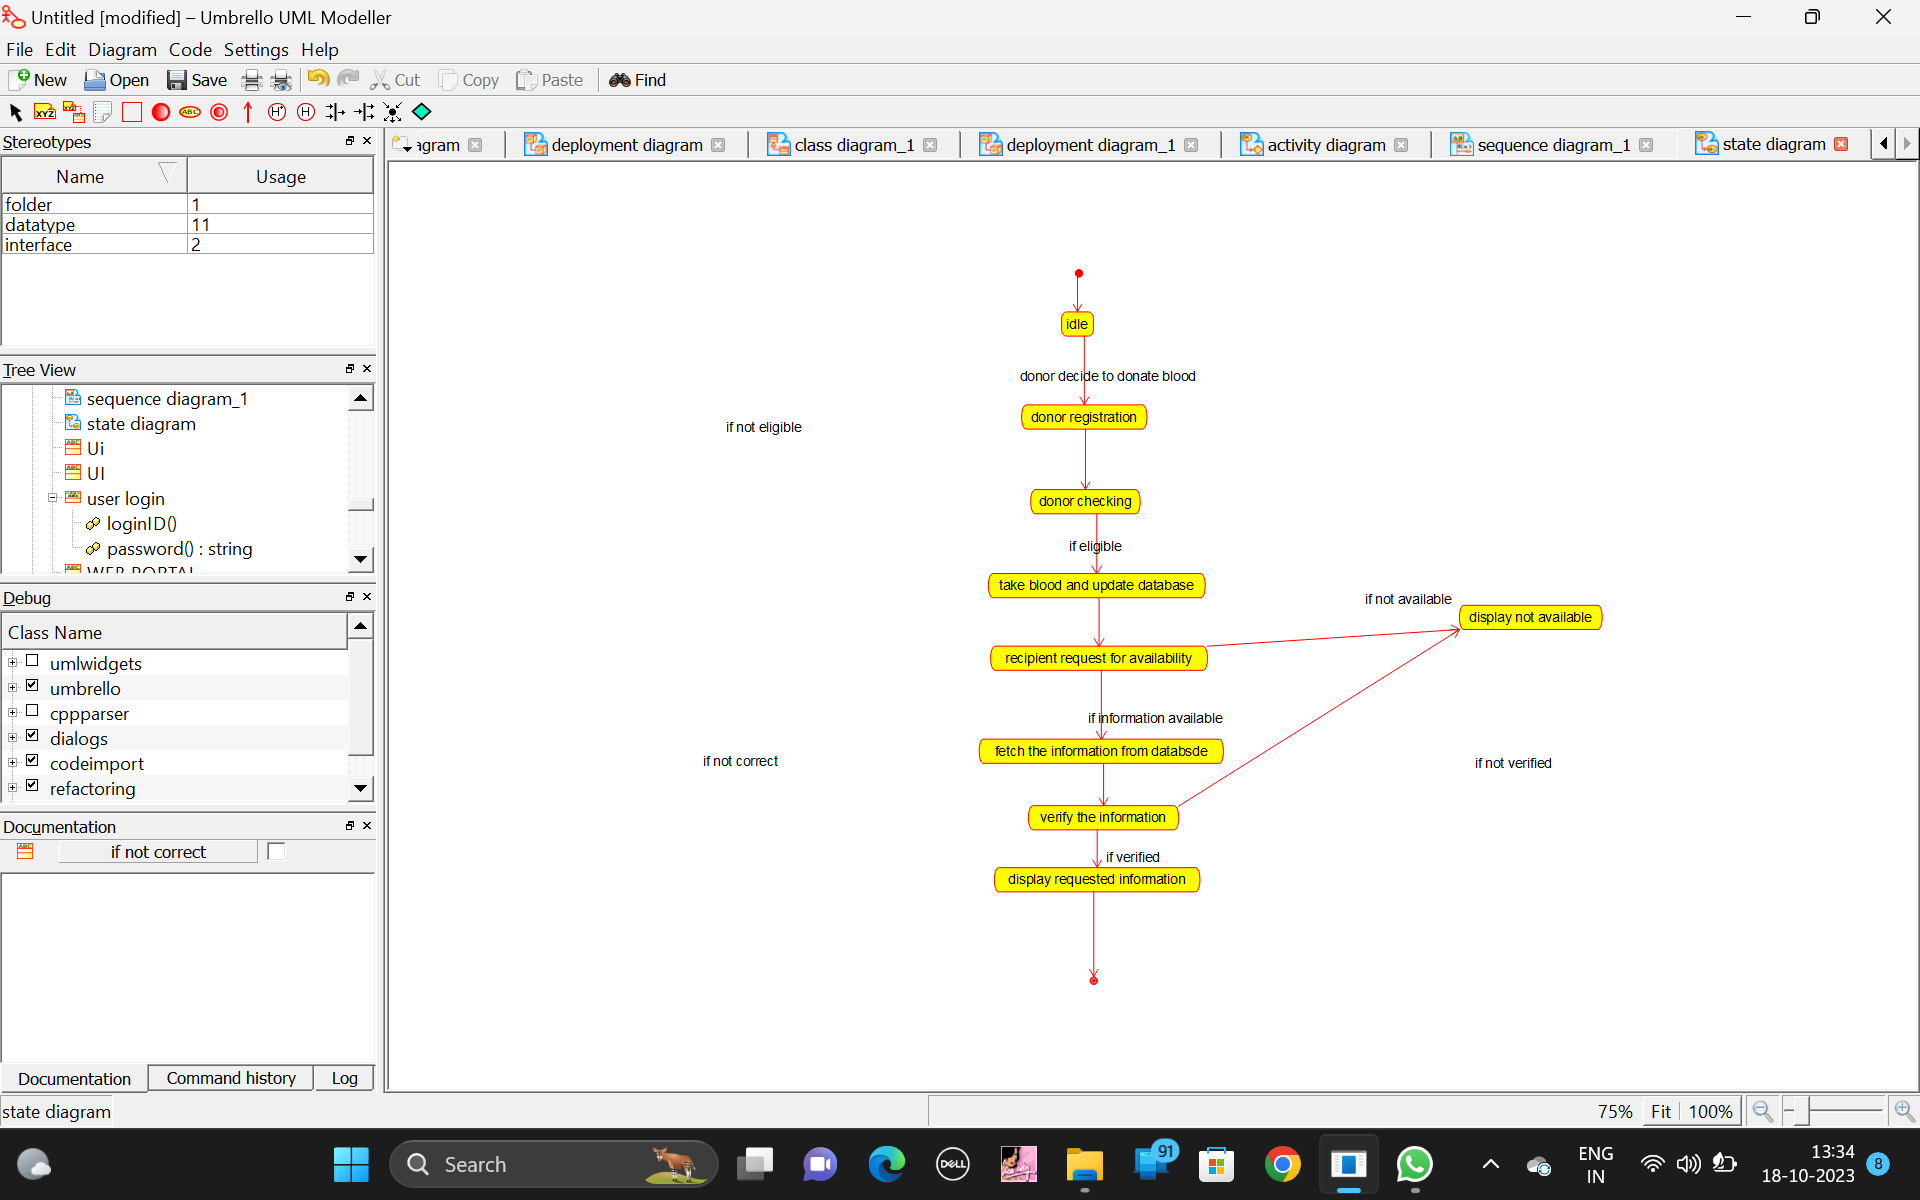 Untitled [modified] – Umbrello UML Modeller
File Edit Diagram Code Settings Help
New Open Save Cut Copy Paste Find
XYZ XYZ ABC H* H
Stereotypes
Name Usage
folder 1
datatype 11
interface 2
agram deployment diagram class diagram_1 deployment diagram_1 activity diagram sequence diagram_1 state diagram
Tree View
sequence diagram_1
state diagram
Ui
UI
user login
loginID()
password() : string
WEB PORTAL
Debug
Class Name
umlwidgets
umbrello
cppparser
dialogs
codeimport
refactoring
Documentation
if not correct
Documentation Command history Log
idle
donor decide to donate blood
donor registration
if not eligible
donor checking
if eligible
take blood and update database
if not available
display not available
recipient request for availability
if information available
fetch the information from databsde
if not correct
if not verified
verify the information
if verified
display requested information
state diagram
75% Fit 100%
Search
DELL
91
ENG
IN
13:34
18-10-2023
8